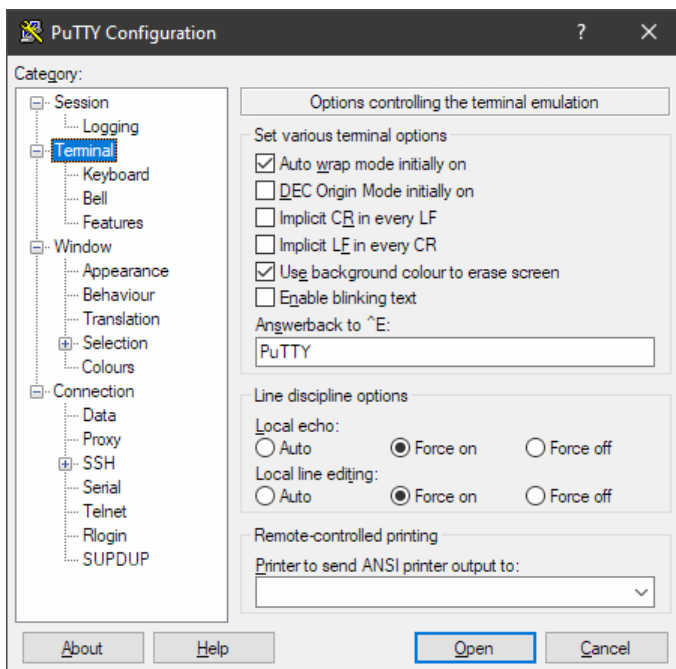 PuTTY Configuration ? ×
Category:
Session
Logging
Terminal
Keyboard
Bell
Features
Window
Appearance
Behaviour
Translation
Selection
Colours
Connection
Data
Proxy
SSH
Serial
Telnet
Rlogin
SUPDUP
Options controlling the terminal emulation
Set various terminal options
Auto wrap mode initially on
DEC Origin Mode initially on
Implicit CR in every LF
Implicit LF in every CR
Use background colour to erase screen
Enable blinking text
Answerback to ^E:
PuTTY
Line discipline options
Local echo:
Auto Force on Force off
Local line editing:
Auto Force on Force off
Remote-controlled printing
Printer to send ANSI printer output to:
About Help Open Cancel